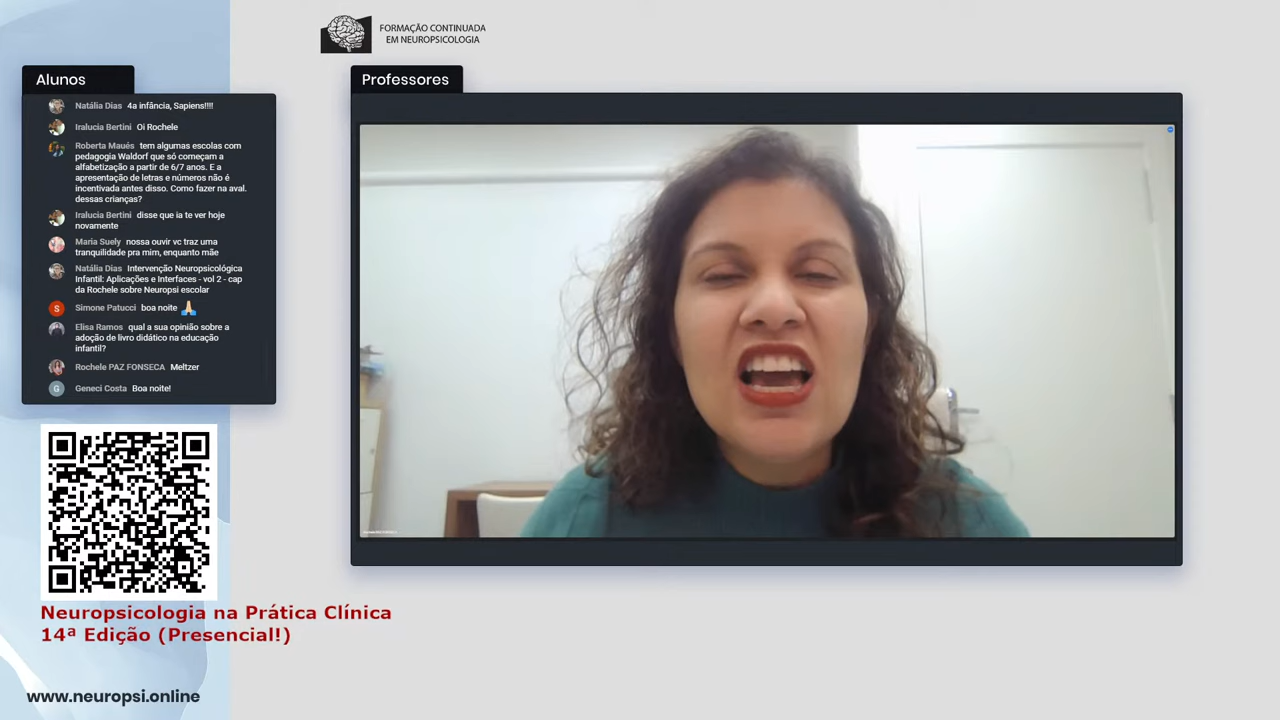 FORMAÇÃO CONTINUADA
EM NEUROPSICOLOGIA
Alunos
Natália Dias 4a infância, Sapiens!!!!
Iralucia Bertini Oi Rochele
Roberta Maués tem algumas escolas com
pedagogia Waldorf que só começam a
alfabetização a partir de 6/7 anos. E a
apresentação de letras e números não é
incentivada antes disso. Como fazer na aval.
dessas crianças?
Iralucia Bertini disse que ia te ver hoje
novamente
Maria Suely nossa ouvir vc traz uma
tranquilidade pra mim, enquanto mãe
Natália Dias Intervenção Neuropsicológica
Infantil: Aplicações e Interfaces - vol 2 - cap
da Rochele sobre Neuropsi escolar
S
Simone Patucci boa noite 🙏
Elisa Ramos qual a sua opinião sobre a
adoção de livro didático na educação
infantil?
Rochele PAZ FONSECA Meltzer
G
Geneci Costa Boa noite!
Professores
Neuropsicologia na Prática Clínica
14ª Edição (Presencial!)
www.neuropsi.online